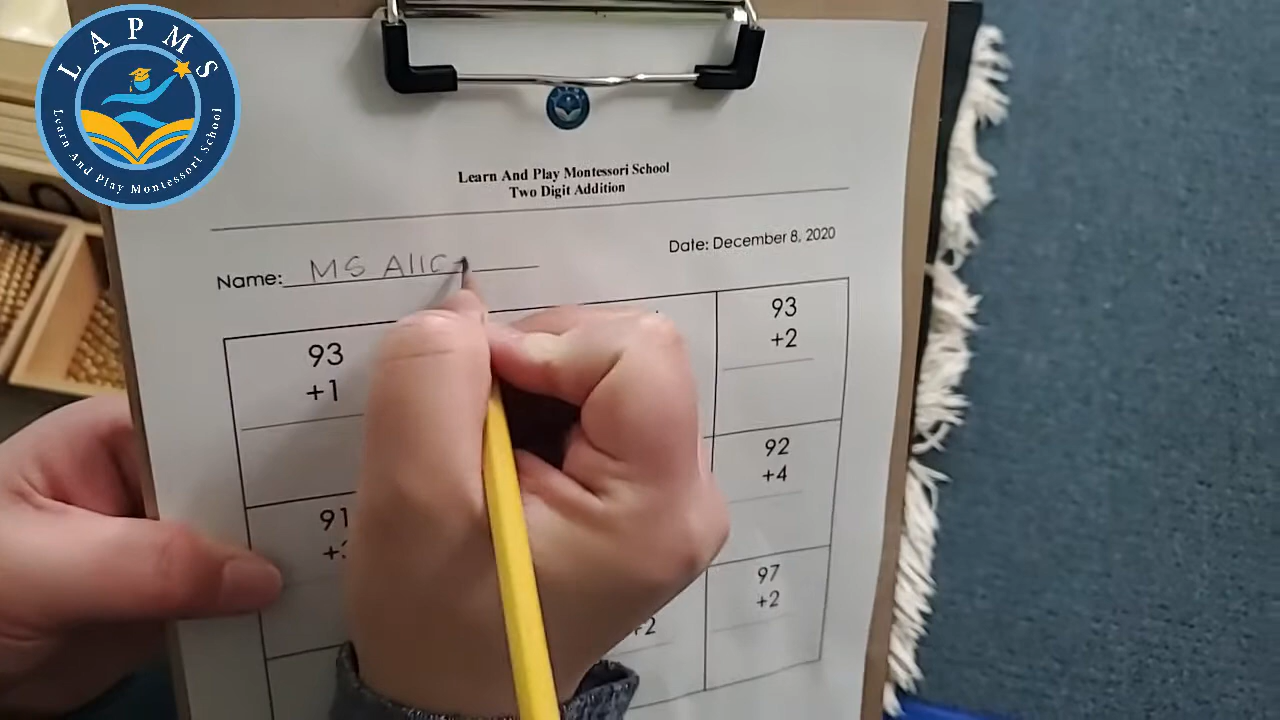 LAPMS
Learn And Play Montessori School
Learn And Play Montessori School
Two Digit Addition
Name: MS Alic
Date: December 8, 2020
93
+1
93
+2
91
92
+4
+2
97
+2